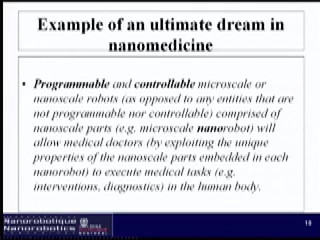 Example of an ultimate dream in
nanomedicine
• Programmable and controllable microscale or
nanoscale robots (as opposed to any entities that are
not programmable nor controllable) comprised of
nanoscale parts (e.g. microscale nanorobot) will
allow medical doctors (by exploiting the unique
properties of the nanoscale parts embedded in each
nanorobot) to execute medical tasks (e.g.
interventions, diagnostics) in the human body.
Nanorobotique
Nanorobotics
19